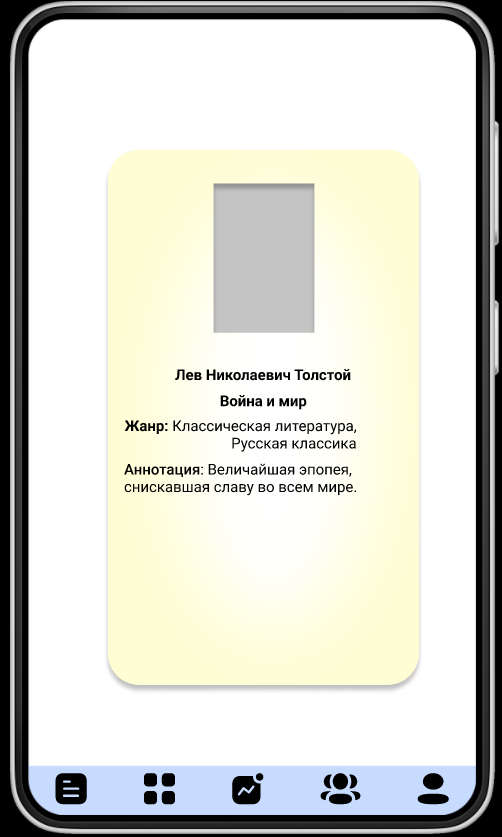 Лев Николаевич Толстой
Война и мир
Жанр: Классическая литература,
Русская классика
Аннотация: Величайшая эпопея,
снискавшая славу во всем мире.